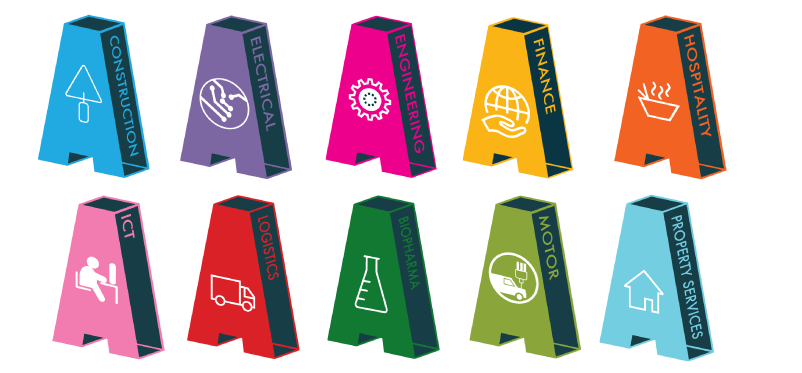 CONSTRUCTION
ELECTRICAL
ENGINEERING
FINANCE
HOSPITALITY
ICT
LOGISTICS
BIOPHARMA
MOTOR
PROPERTY SERVICES